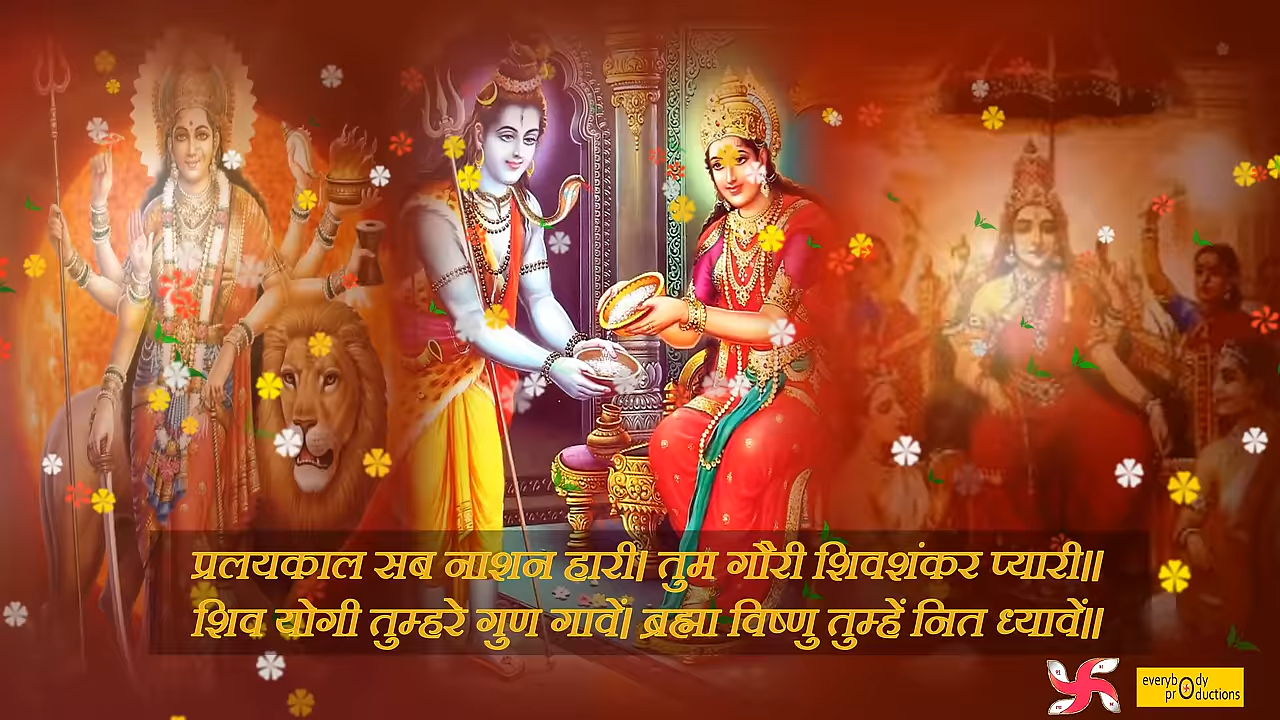 प्रलयकाल सब नाशन हारी। तुम गौरी शिवशंकर प्यारी॥
शिव योगी तुम्हरे गुण गावें। ब्रह्मा विष्णु तुम्हें नित ध्यावें॥
everybody
productions